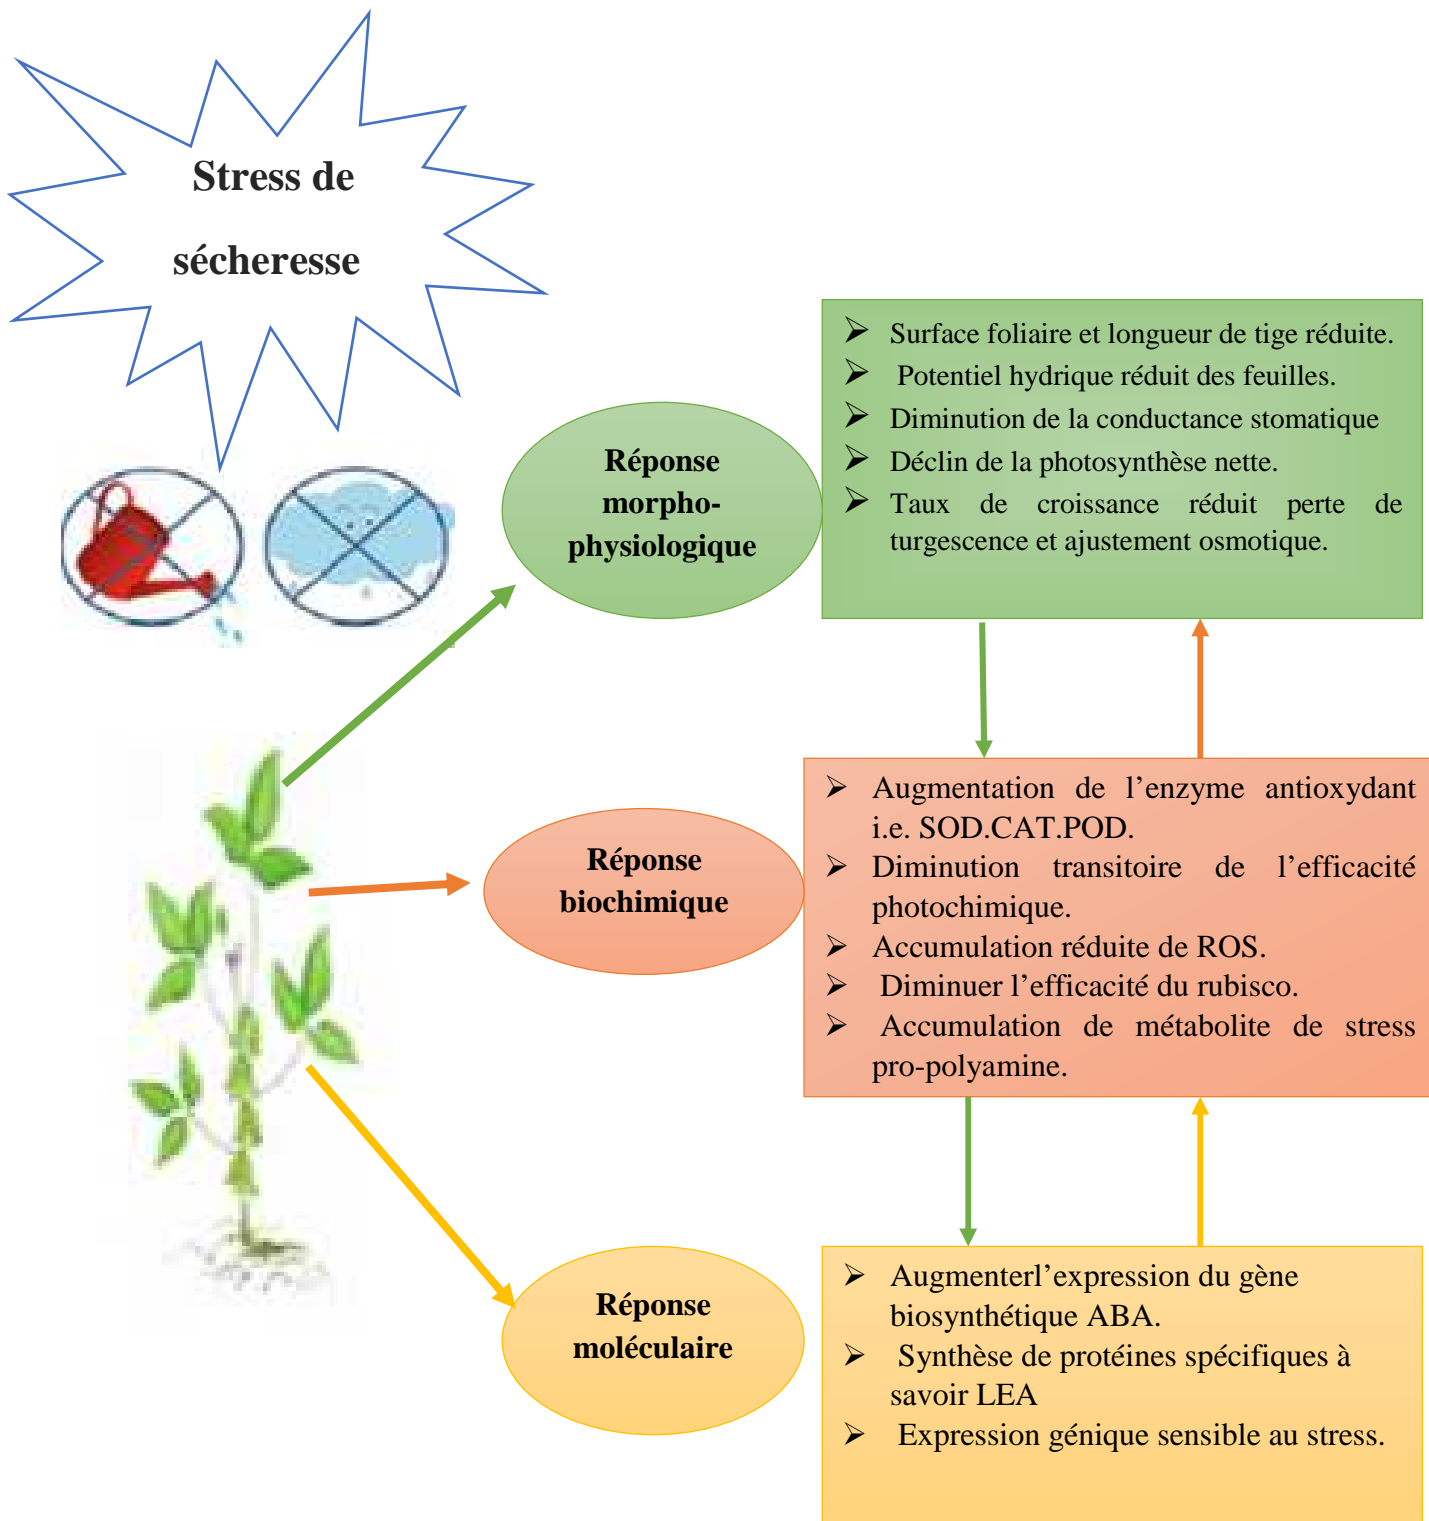 Stress de
sécheresse
Réponse
morpho-
physiologique
➢ Surface foliaire et longueur de tige réduite.
➢ Potentiel hydrique réduit des feuilles.
➢ Diminution de la conductance stomatique
➢ Déclin de la photosynthèse nette.
➢ Taux de croissance réduit perte de
turgescence et ajustement osmotique.
Réponse
biochimique
➢ Augmentation de l’enzyme antioxydant
i.e. SOD.CAT.POD.
➢ Diminution transitoire de l’efficacité
photochimique.
➢ Accumulation réduite de ROS.
➢ Diminuer l’efficacité du rubisco.
➢ Accumulation de métabolite de stress
pro-polyamine.
Réponse
moléculaire
➢ Augmenterl’expression du gène
biosynthétique ABA.
➢ Synthèse de protéines spécifiques à
savoir LEA
➢ Expression génique sensible au stress.